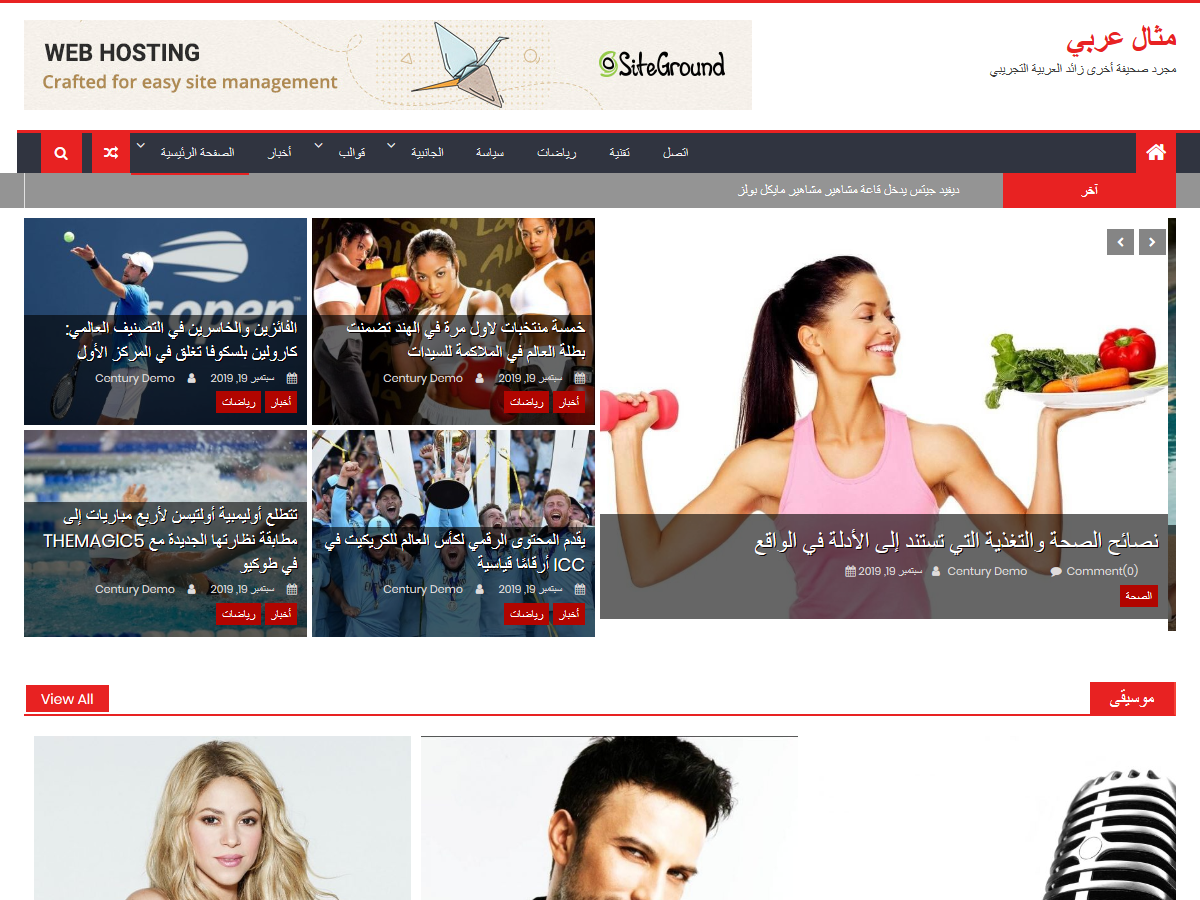 مثال عربي
مجرد صحيفة أخرى زائد العربية التجريبي
WEB HOSTING
Crafted for easy site management
SiteGround
اتصل
تقنية
رياضات
سياسة
الجانبية
قوالب
أخبار
الصفحة الرئيسية
آخر
ديفيد جيتس يدخل قاعة مشاهير مشاهير مايكل بولز
نصائح الصحة والتغذية التي تستند إلى الأدلة في الواقع
سبتمبر 19, 2019 Century Demo Comment(0)
الصحة
خمسة منتخبات لاول مرة في الهند تضمنت
بطلة العالم في الملاكمة للسيدات
سبتمبر 19, 2019 Century Demo
أخبار رياضات
open
الفائزين والخاسرين في التصنيف العالمي:
كارولين بلسكوفا تغلق في المركز الأول
سبتمبر 19, 2019 Century Demo
أخبار رياضات
يقدم المحتوى الرقمي لكأس العالم للكريكيت في
ICC أرقامًا قياسية
سبتمبر 19, 2019 Century Demo
أخبار رياضات
تتطلع أوليمبية أولتيسن لأربع مباريات إلى
مطابقة نظارتها الجديدة مع THEMAGIC5
في طوكيو
سبتمبر 19, 2019 Century Demo
أخبار رياضات
موسيقى
View All